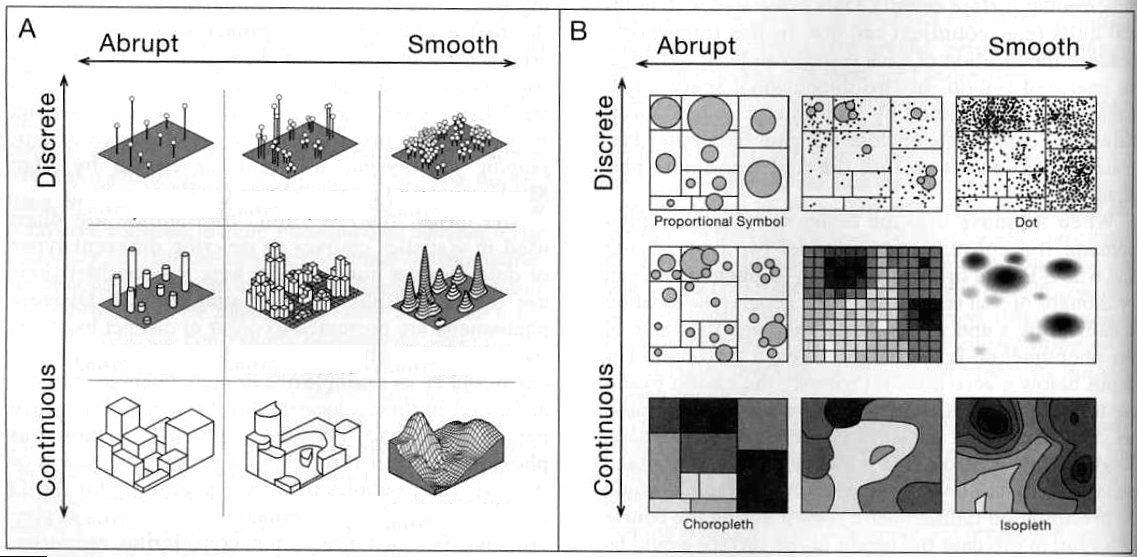 A
Abrupt
Smooth
Discrete
Continuous
B
Abrupt
Smooth
Discrete
Continuous
Proportional Symbol
Dot
Choropleth
Isopleth